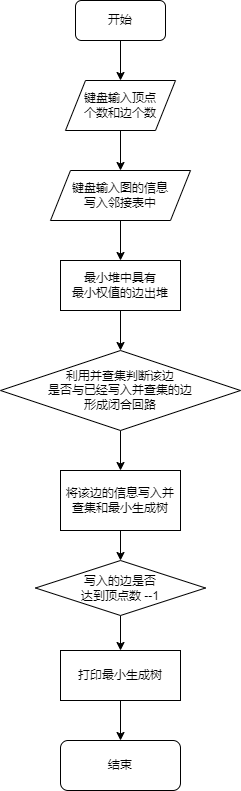 开始
键盘输入顶点
个数和边个数
键盘输入图的信息
写入邻接表中
最小堆中具有
最小权值的边出堆
利用并查集判断该边
是否与已经写入并查集的边
形成闭合回路
将该边的信息写入并
查集和最小生成树
写入的边是否
达到顶点数 --1
打印最小生成树
结束